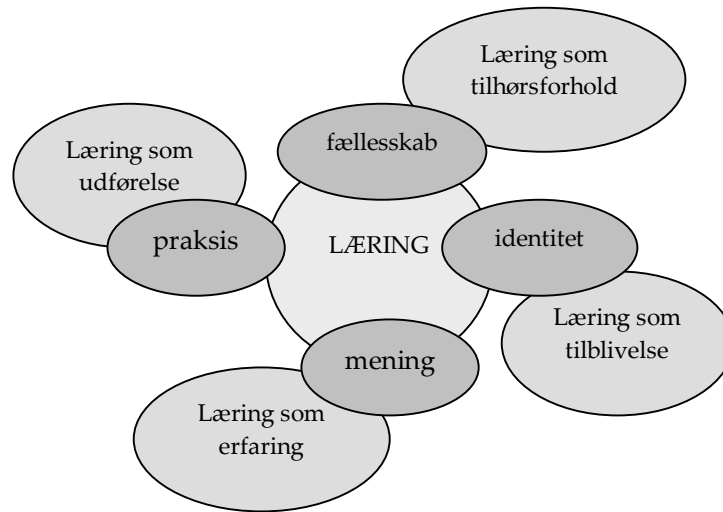 Læring som
tilhørsforhold
fællesskab
Læring som
udførelse
praksis
LÆRING
identitet
Læring som
tilblivelse
mening
Læring som
erfaring